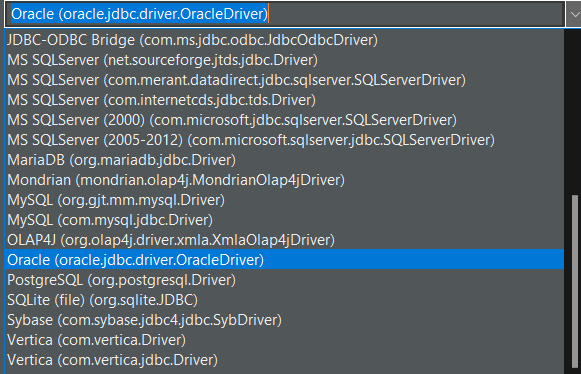 Oracle (oracle.jdbc.driver.OracleDriver)
JDBC-ODBC Bridge (com.ms.jdbc.odbc.JdbcOdbcDriver)
MS SQLServer (net.sourceforge.jtds.jdbc.Driver)
MS SQLServer (com.merant.datadirect.jdbc.sqlserver.SQLServerDriver)
MS SQLServer (com.internetcds.jdbc.tds.Driver)
MS SQLServer (2000) (com.microsoft.jdbc.sqlserver.SQLServerDriver)
MS SQLServer (2005-2012) (com.microsoft.sqlserver.jdbc.SQLServerDriver)
MariaDB (org.mariadb.jdbc.Driver)
Mondrian (mondrian.olap4j.MondrianOlap4jDriver)
MySQL (org.gjt.mm.mysql.Driver)
MySQL (com.mysql.jdbc.Driver)
OLAP4J (org.olap4j.driver.xmla.XmlaOlap4jDriver)
Oracle (oracle.jdbc.driver.OracleDriver)
PostgreSQL (org.postgresql.Driver)
SQLite (file) (org.sqlite.JDBC)
Sybase (com.sybase.jdbc4.jdbc.SybDriver)
Vertica (com.vertica.Driver)
Vertica (com.vertica.jdbc.Driver)